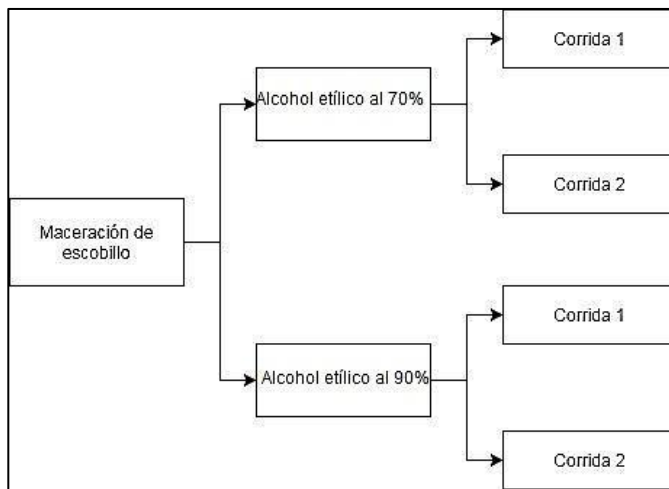 Corrida 1
Alcohol etílico al 70%
Corrida 2
Maceración de
escobillo
Corrida 1
Alcohol etílico al 90%
Corrida 2